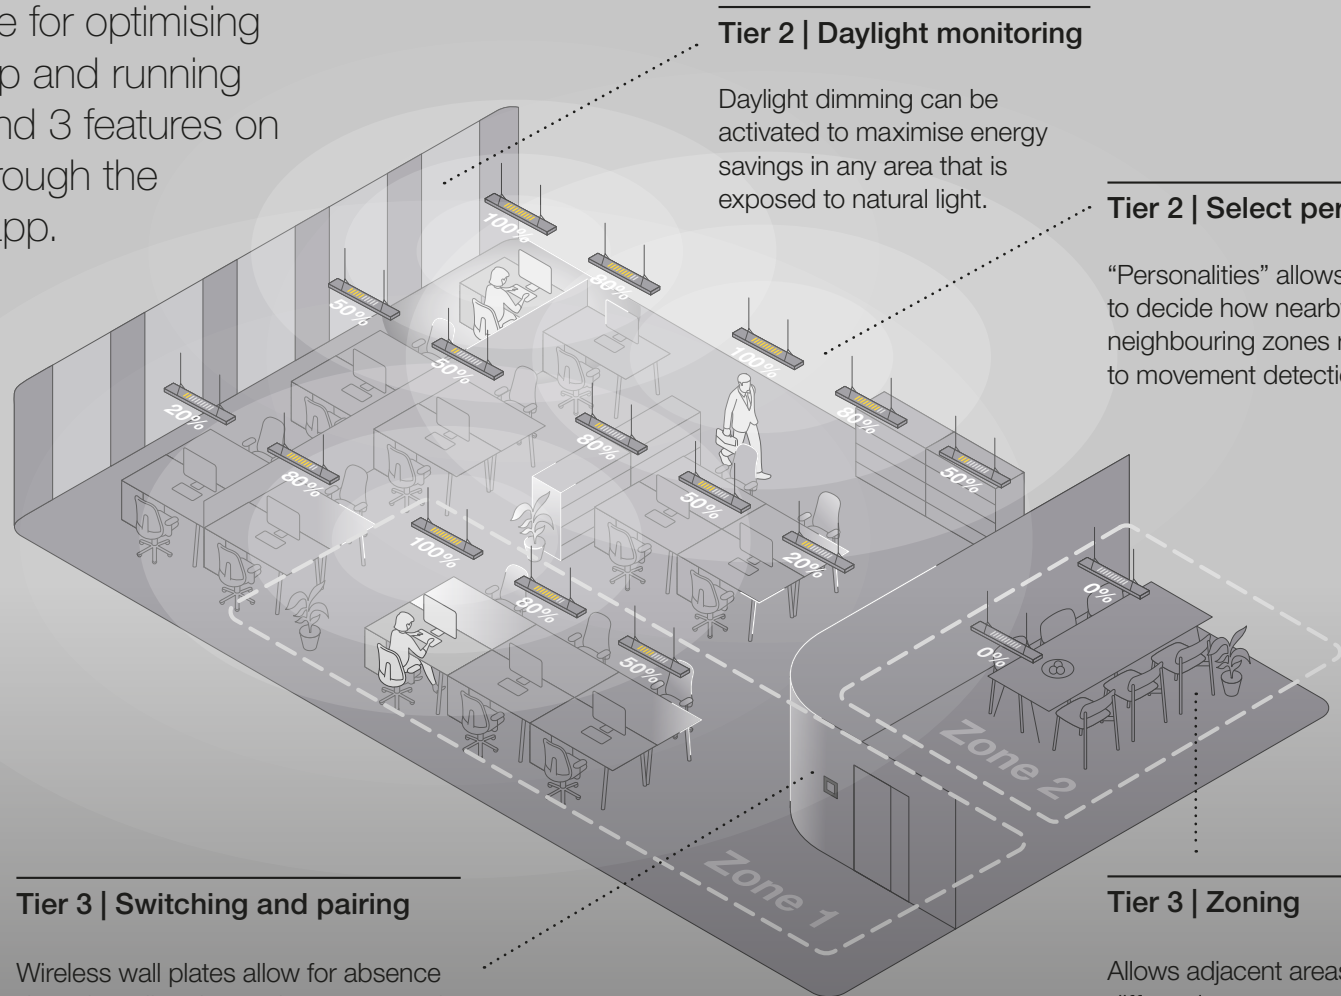 e for optimising
p and running
nd 3 features on
rough the
app.
Tier 2 | Daylight monitoring
Daylight dimming can be
activated to maximise energy
savings in any area that is
exposed to natural light.
Tier 2 | Select per
“Personalities” allows
to decide how nearb
neighbouring zones r
to movement detecti
100%
80%
50%
100%
50%
80%
20%
80%
50%
80%
50%
100%
20%
80%
0%
50%
0%
Zone 2
Zone 1
Tier 3 | Switching and pairing
Wireless wall plates allow for absence
Tier 3 | Zoning
Allows adjacent areas